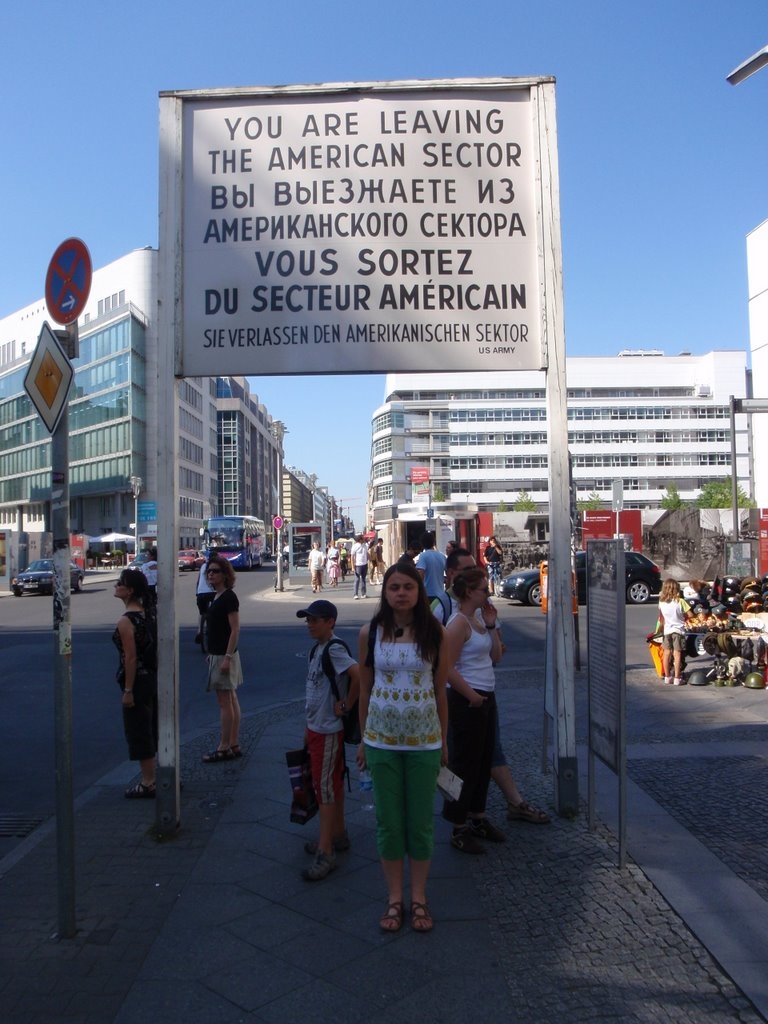 YOU ARE LEAVING
THE AMERICAN SECTOR
ВЫ ВЫЕЗЖАЕТЕ ИЗ
АМЕРИКАНСКОГО СЕКТОРА
VOUS SORTEZ
DU SECTEUR AMÉRICAIN
SIE VERLASSEN DEN AMERIKANISCHEN SEKTOR
US ARMY